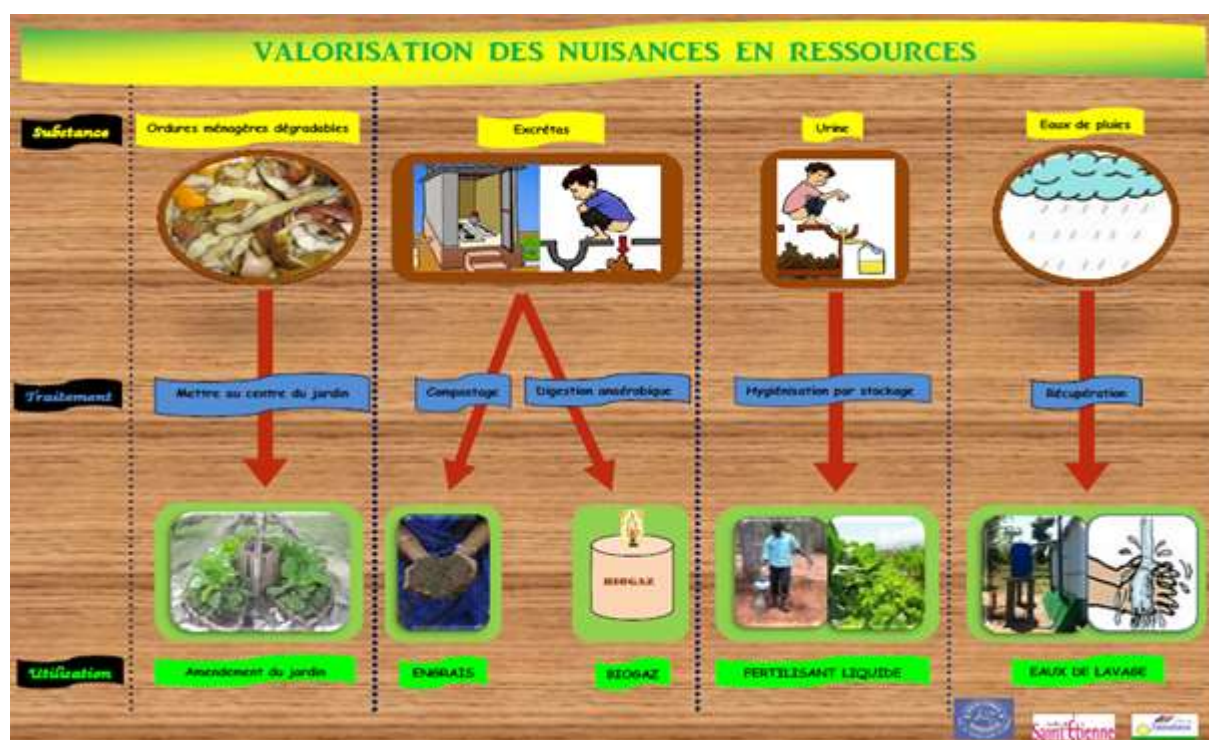 VALORISATION DES NUISANCES EN RESSOURCES
Substance
Ordures ménagères dégradables
Excrétas
Urine
Eaux de pluies
Traitement
Mettre au centre du jardin
Compostage
Digestion anaérobique
Hygiénisation par stockage
Récupération
BIOGAZ
Utilisation
Amendement du jardin
ENGRAIS
BIOGAZ
FERTILISANT LIQUIDE
EAUX DE LAVAGE
Saint-Étienne